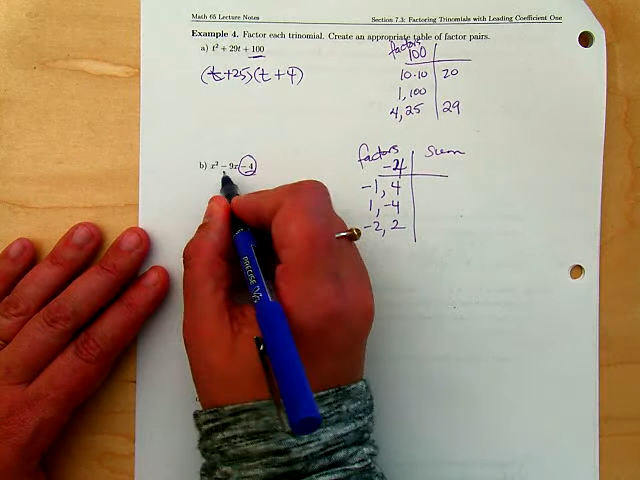 Math 65 Lecture Notes
Section 7.3: Factoring Trinomials with Leading Coefficient One
Example 4. Factor each trinomial. Create an appropriate table of factor pairs.
a) t² + 29t + 100
(t+25)(t+4)
factors
100
10·10 20
1, 100
4, 25 29
b) x² − 9x − 4
factors Sum
-4
-1, 4
1, -4
-2, 2
PRECISE V5